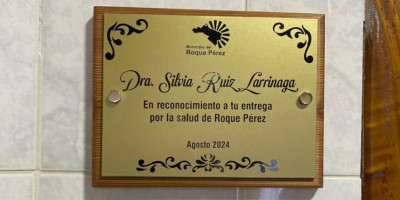 Municipio de
Roque Pérez
Dra. Silvia Ruiz Larrinaga
En reconocimiento a tu entrega
por la salud de Roque Pérez
Agosto 2024